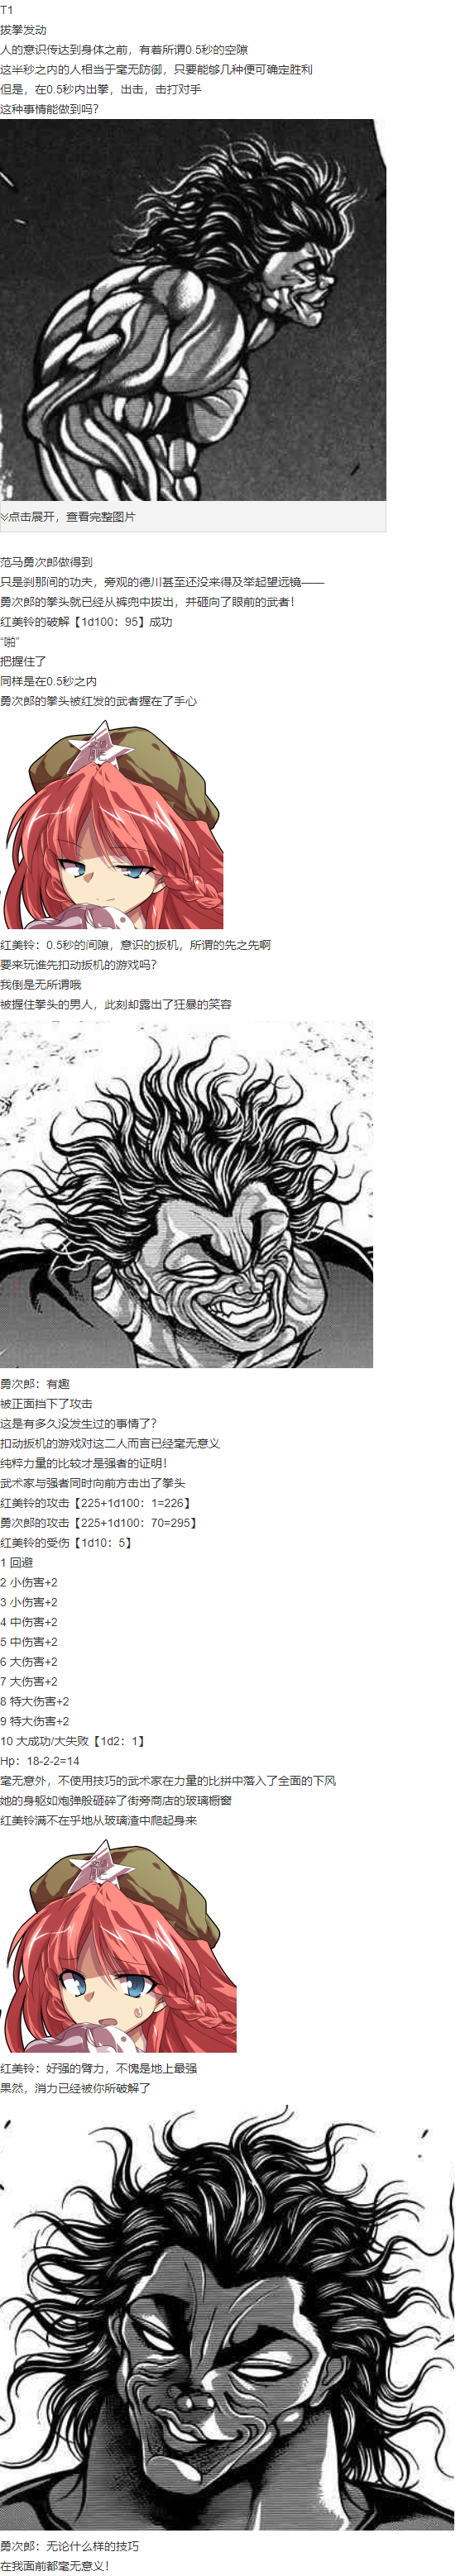 T1
拔拳发动
人的意识传达到身体之前，有着所谓0.5秒的空隙
这半秒之内的人相当于毫无防御，只要能够几种便可确定胜利
但是，在0.5秒内出拳，出击，击打对手
这种事情能做到吗？
点击展开，查看完整图片
范马勇次郎做得到
只是刹那间的功夫，旁观的德川甚至还没来得及举起望远镜——
勇次郎的拳头就已经从裤兜中拔出，并砸向了眼前的武者！
红美铃的破解【1d100：95】成功
“啪”
把握住了
同样是在0.5秒之内
勇次郎的拳头被红发的武者握在了手心
红美铃：0.5秒的间隙，意识的扳机，所谓的先之先啊
要来玩谁先扣动扳机的游戏吗？
我倒是无所谓哦
被握住拳头的男人，此刻却露出了狂暴的笑容
勇次郎：有趣
被正面挡下了攻击
这是有多久没发生过的事情了？
扣动扳机的游戏对这二人而言已经毫无意义
纯粹力量的比较才是强者的证明！
武术家与强者同时向前方击出了拳头
红美铃的攻击【225+1d100：1=226】
勇次郎的攻击【225+1d100：70=295】
红美铃的受伤【1d10：5】
1 回避
2 小伤害+2
3 小伤害+2
4 中伤害+2
5 中伤害+2
6 大伤害+2
7 大伤害+2
8 特大伤害+2
9 特大伤害+2
10 大成功/大失败【1d2：1】
Hp：18-2-2=14
毫无意外，不使用技巧的武术家在力量的比拼中落入了全面的下风
她的身躯如炮弹般砸碎了街旁商店的玻璃橱窗
红美铃满不在乎地从玻璃渣中爬起身来
红美铃：好强的臂力，不愧是地上最强
果然，消力已经被你所破解了
勇次郎：无论什么样的技巧
在我面前都毫无意义！